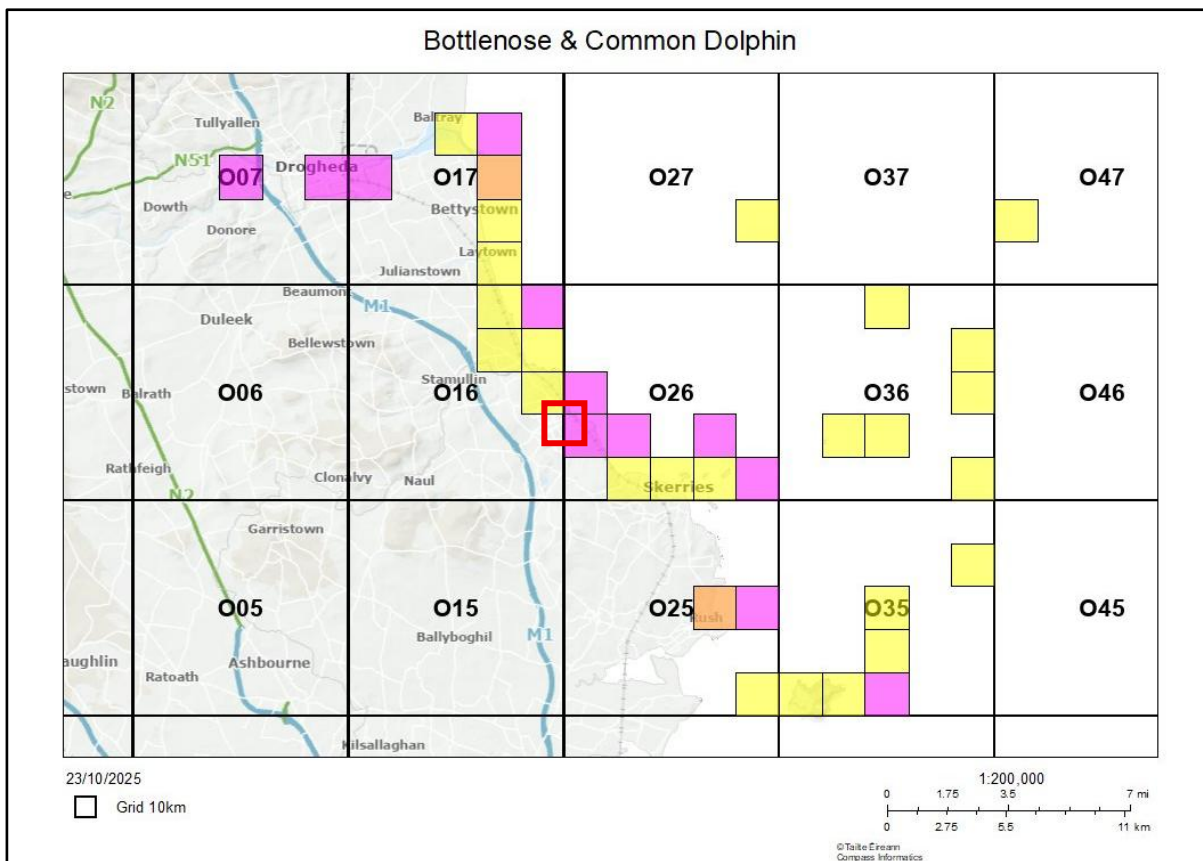 Bottlenose & Common Dolphin
N2
Tullyallen
Baltray
N51
Drogheda
O07
O17
O27
O37
O47
Dowth
Bettystown
Donore
Laytown
Julianstown
Beaumont
M1
Duleek
Bellewstown
Stamullin
stown
Balrath
O06
O16
O26
O36
O46
Rathfeigh
Clonalvy
Naul
Skerries
N2
Garristown
O05
O15
O25
Rush
O35
O45
Ballyboghil
M1
aughlin
Ashbourne
Ratoath
Kilsallaghan
23/10/2025
Grid 10km
1:200,000
0 1.75 3.5 7 mi
0 2.75 5.5 11 km
©Tailte Éireann
Compass Informatics